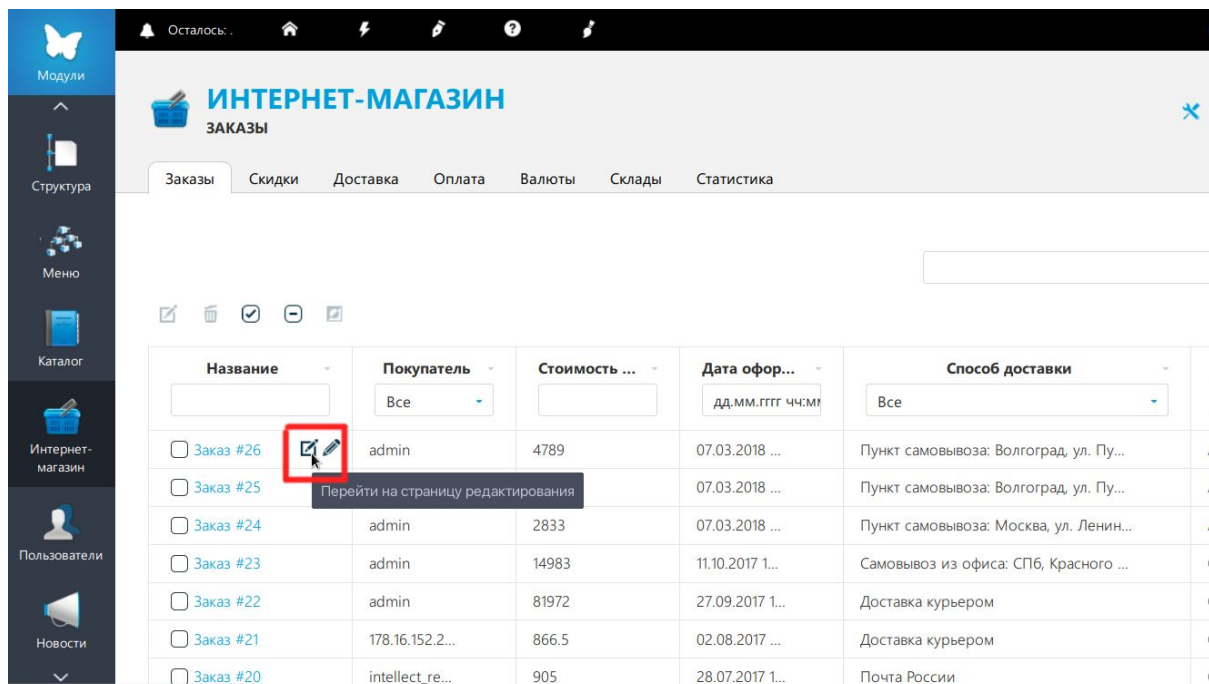 Осталось: .
Модули
ИНТЕРНЕТ-МАГАЗИН
ЗАКАЗЫ
Структура
Заказы Скидки Доставка Оплата Валюты Склады Статистика
Меню
Каталог
Название Покупатель Стоимость ... Дата офор... Способ доставки
Все дд.мм.гггг чч:мм Все
Интернет-
магазин
Заказ #26 admin 4789 07.03.2018 ... Пункт самовывоза: Волгоград, ул. Пу...
Заказ #25 07.03.2018 ... Пункт самовывоза: Волгоград, ул. Пу...
Перейти на страницу редактирования
Заказ #24 admin 2833 07.03.2018 ... Пункт самовывоза: Москва, ул. Ленин...
Пользователи
Заказ #23 admin 14983 11.10.2017 1... Самовывоз из офиса: СПб, Красного ...
Заказ #22 admin 81972 27.09.2017 1... Доставка курьером
Новости
Заказ #21 178.16.152.2... 866.5 02.08.2017 ... Доставка курьером
Заказ #20 intellect_re... 905 28.07.2017 1... Почта России